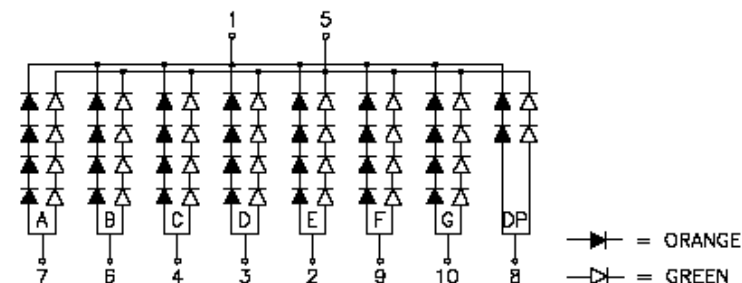 1 5
A B C D E F G DP
7 6 4 3 2 9 10 8
= ORANGE
= GREEN